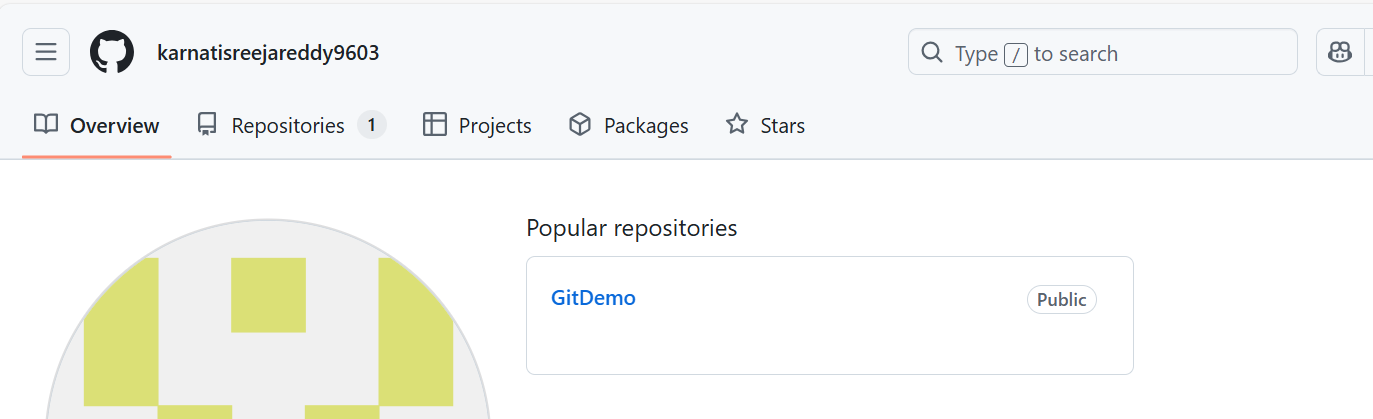 karnatisreejareddy9603
Type / to search
Overview Repositories 1 Projects Packages Stars
Popular repositories
GitDemo Public